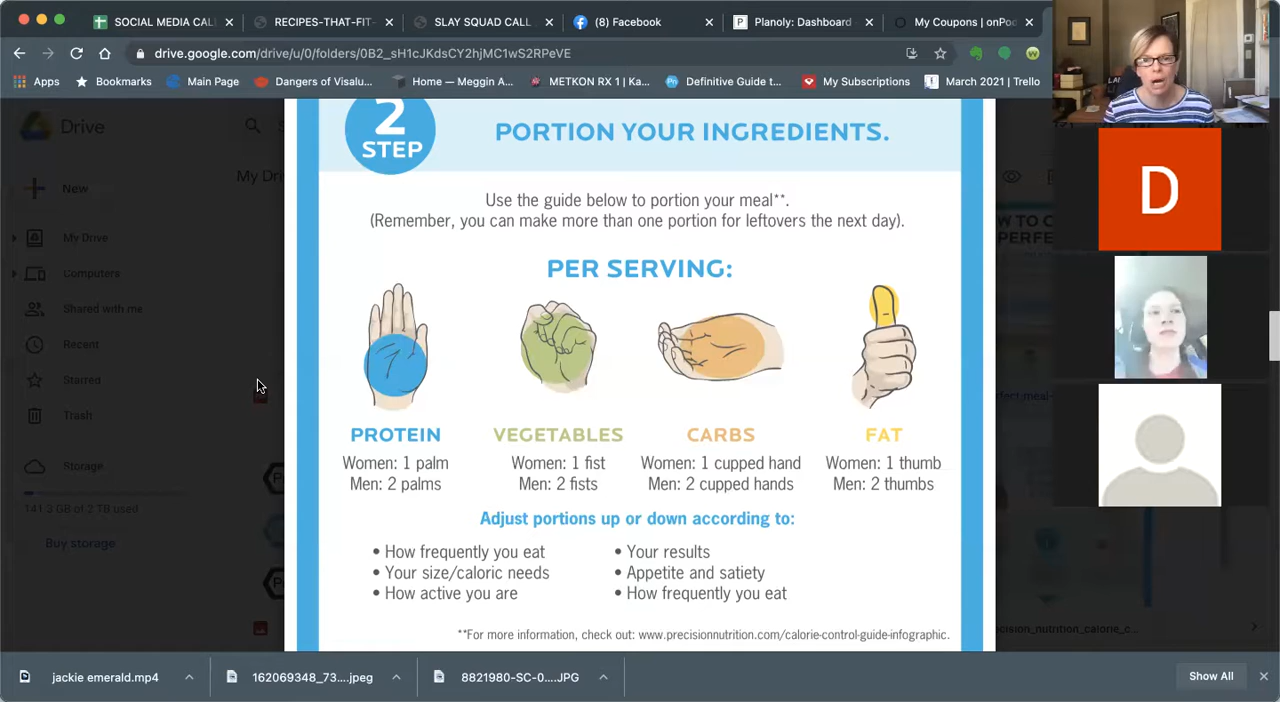 SOCIAL MEDIA CAL
RECIPES-THAT-FIT-
SLAY SQUAD CALL
(8) Facebook
Planoly: Dashboard
My Coupons | onPod
drive.google.com/drive/u/0/folders/0B2_sH1cJKdsCY2hjMC1wS2RPeVE
Apps
Bookmarks
Main Page
Dangers of Visalu...
Home - Beggin A...
METKON RX 1 | Ka...
Definitive Guide t...
My Subscriptions
March 2021 | Trello
Drive
New
My Drive
Computers
Shared with me
Recent
Starred
Trash
Storage
141.3 GB of 2 TB used
Buy storage
My Dri
2
STEP
PORTION YOUR INGREDIENTS.
Use the guide below to portion your meal**.
(Remember, you can make more than one portion for leftovers the next day).
PER SERVING:
PROTEIN
Women: 1 palm
Men: 2 palms
VEGETABLES
Women: 1 fist
Men: 2 fists
CARBS
Women: 1 cupped hand
Men: 2 cupped hands
FAT
Women: 1 thumb
Men: 2 thumbs
Adjust portions up or down according to:
• How frequently you eat
• Your size/caloric needs
• How active you are
• Your results
• Appetite and satiety
• How frequently you eat
**For more information, check out: www.precisionnutrition.com/calorie-control-guide-infographic.
D
jackie emerald.mp4
162069348_73....jpeg
8821980-SC-0....JPG
Show All